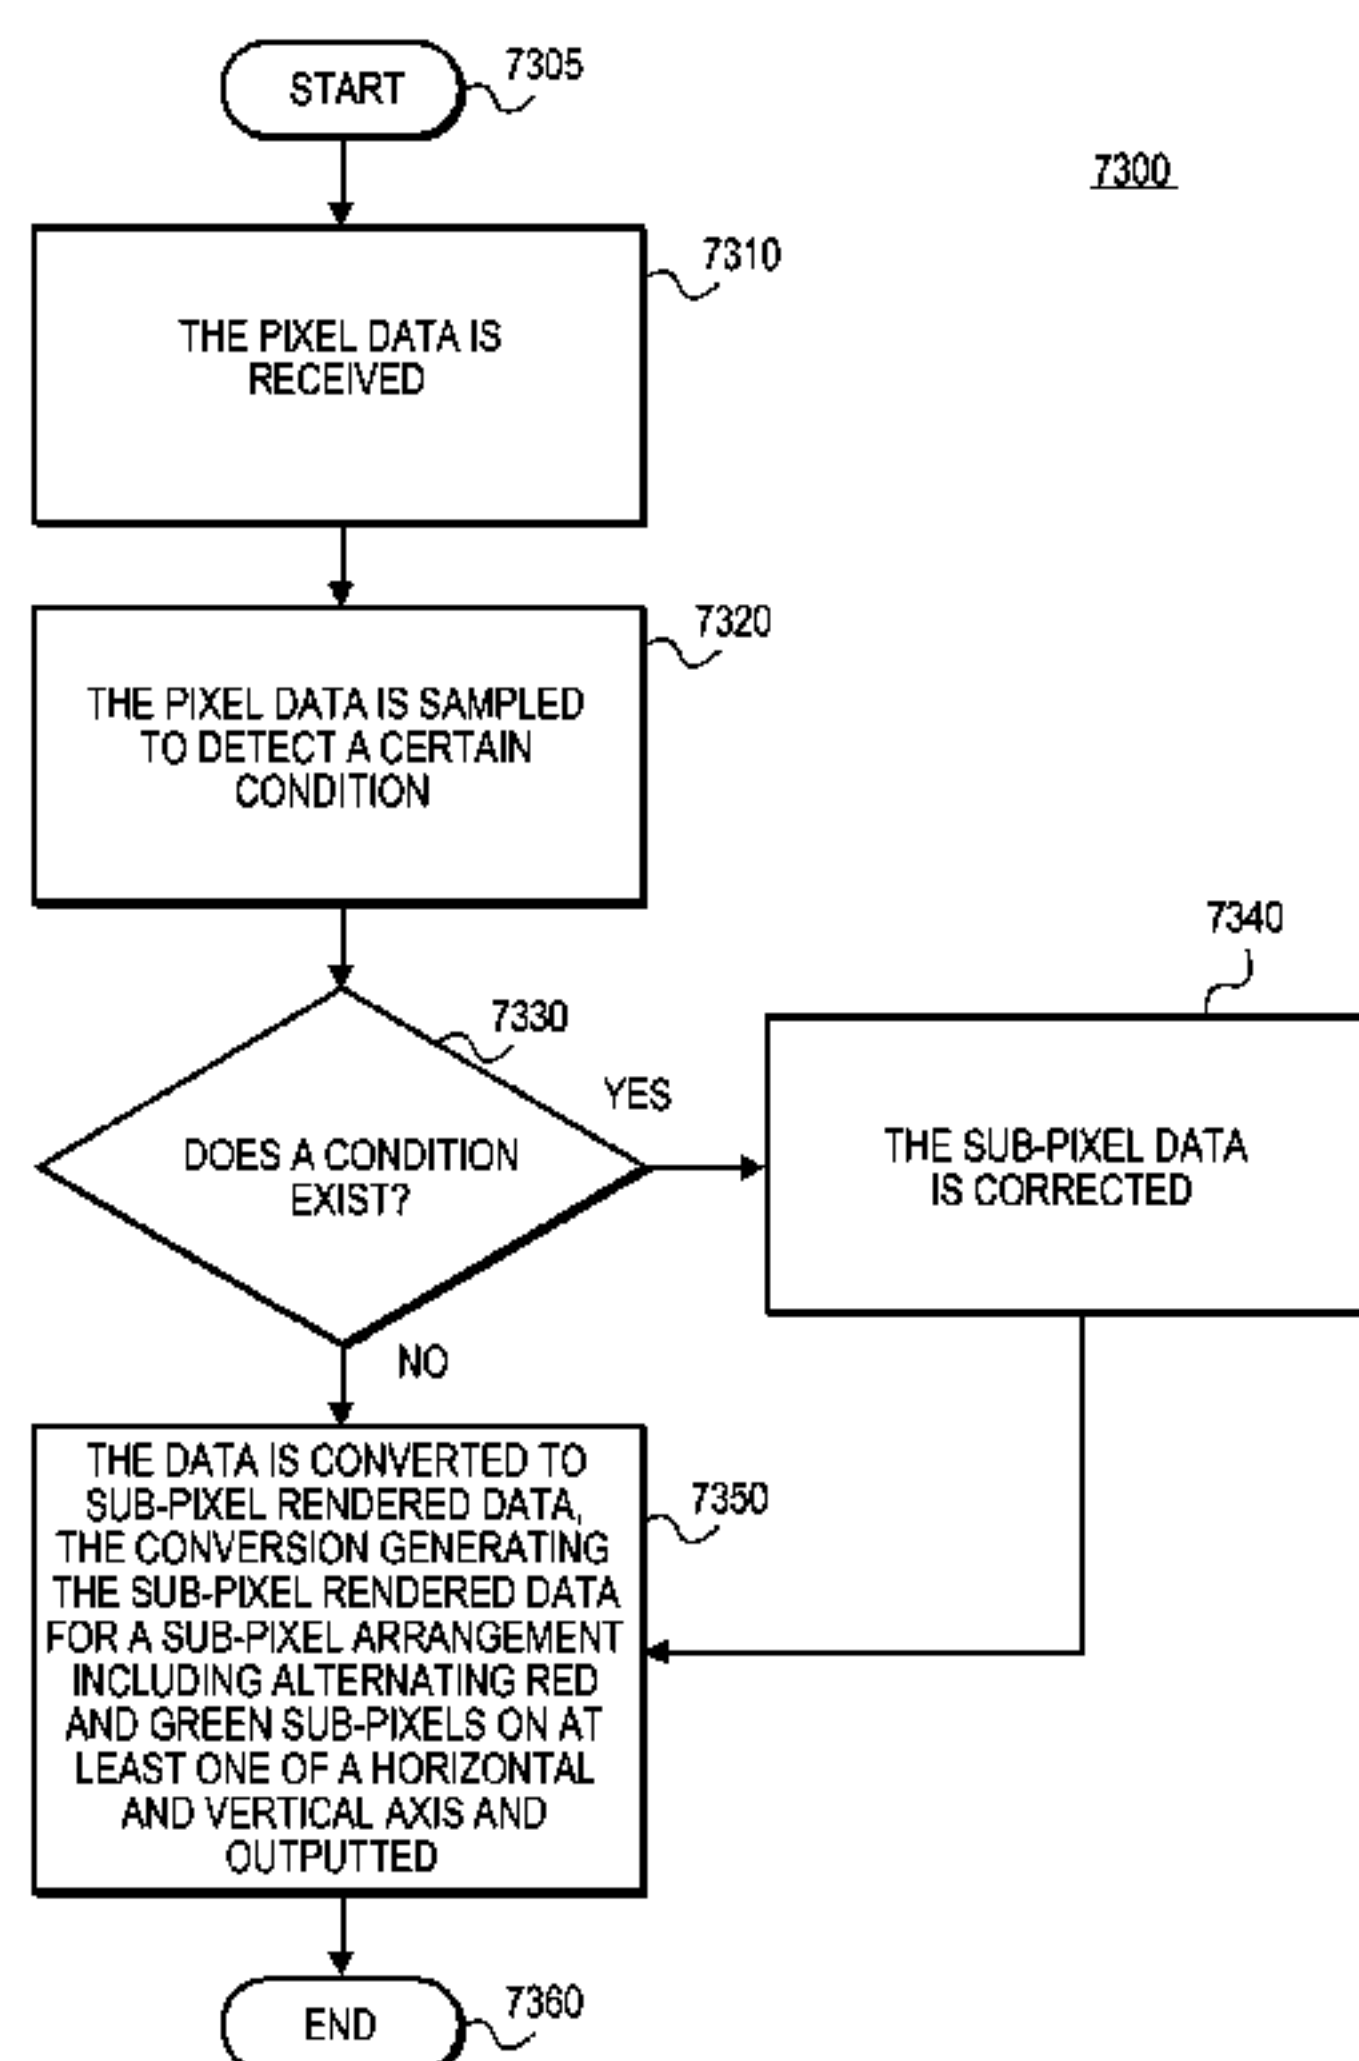 START
7305
7300
7310
THE PIXEL DATA IS
RECEIVED
7320
THE PIXEL DATA IS SAMPLED
TO DETECT A CERTAIN
CONDITION
7340
7330
YES
DOES A CONDITION
EXIST?
THE SUB-PIXEL DATA
IS CORRECTED
NO
THE DATA IS CONVERTED TO
SUB-PIXEL RENDERED DATA,
THE CONVERSION GENERATING
THE SUB-PIXEL RENDERED DATA
FOR A SUB-PIXEL ARRANGEMENT
INCLUDING ALTERNATING RED
AND GREEN SUB-PIXELS ON AT
LEAST ONE OF A HORIZONTAL
AND VERTICAL AXIS AND
OUTPUTTED
7350
END
7360